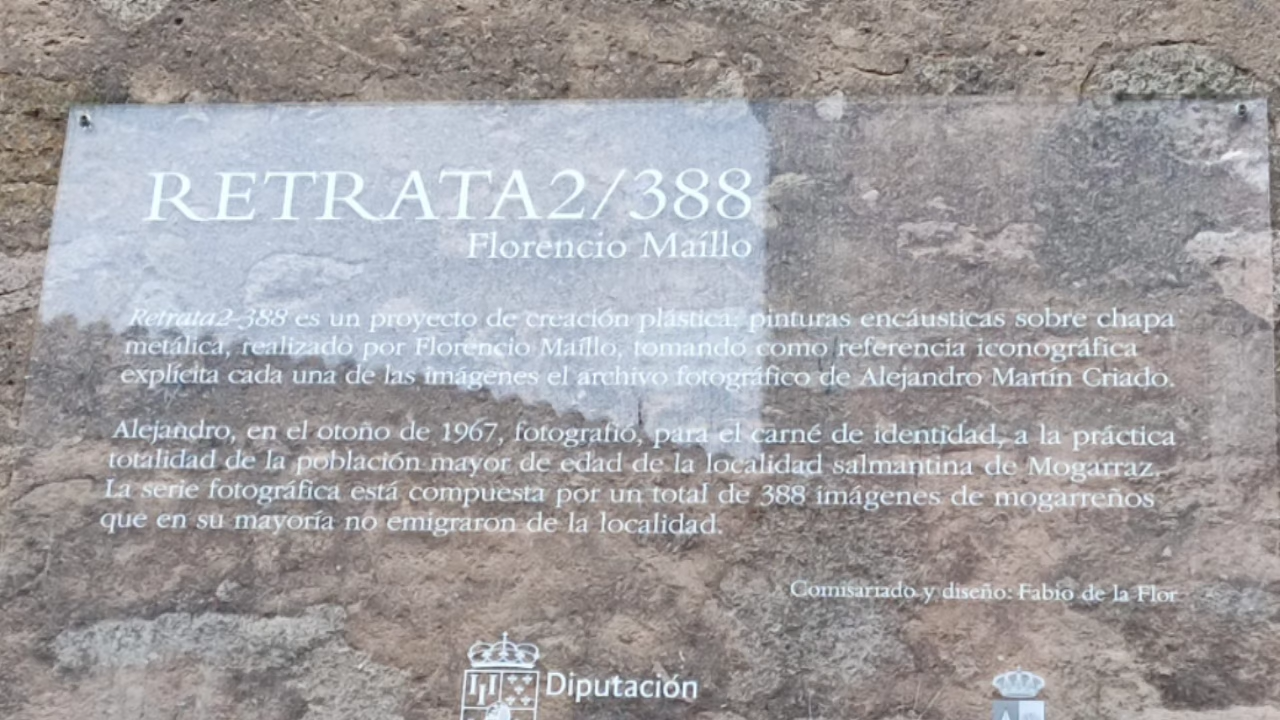 RETRATA2/388
Florencio Maíllo
Retrata2-388 es un proyecto de creación plástica: pinturas encáusticas sobre chapa
metálica, realizado por Florencio Maíllo, tomando como referencia iconográfica
explícita cada una de las imágenes el archivo fotográfico de Alejandro Martín Criado.
Alejandro, en el otoño de 1967, fotografió, para el carné de identidad, a la práctica
totalidad de la población mayor de edad de la localidad salmantina de Mogarraz.
La serie fotográfica está compuesta por un total de 388 imágenes de mogarreños
que en su mayoría no emigraron de la localidad.
Comisariado y diseño: Fabio de la Flor
Diputación